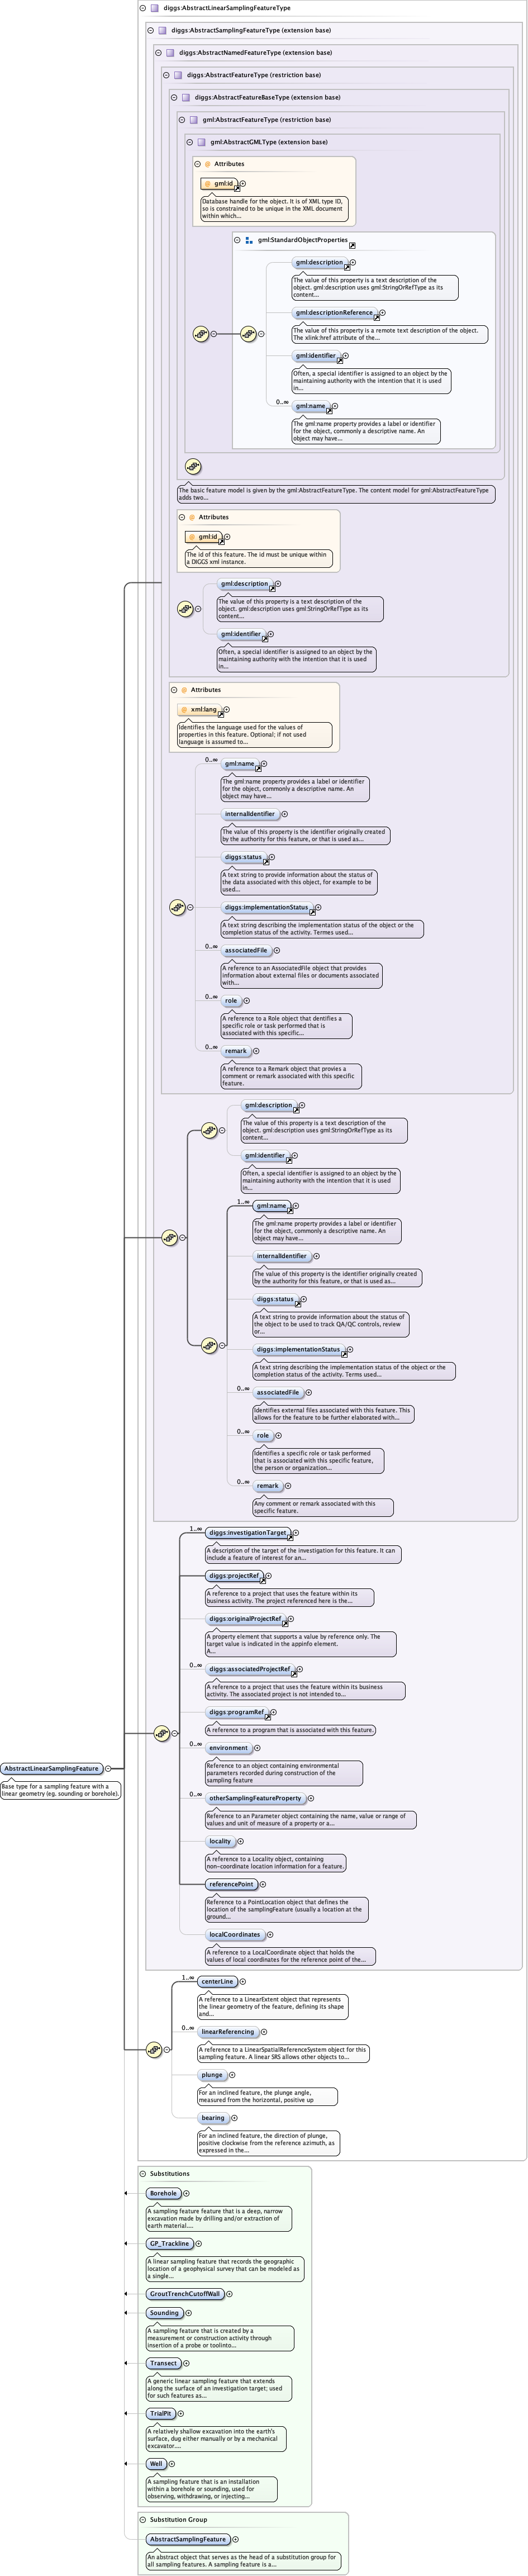 diggs:AbstractLinearSamplingFeatureType
diggs:AbstractSamplingFeatureType (extension base)
diggs:AbstractNamedFeatureType (extension base)
diggs:AbstractFeatureType (restriction base)
diggs:AbstractFeatureBaseType (extension base)
gml:AbstractFeatureType (restriction base)
gml:AbstractGMLType (extension base)
Attributes
gml:id
Database handle for the object. It is of XML type ID,
so is constrained to be unique in the XML document
within which...
gml:StandardObjectProperties
gml:description
The value of this property is a text description of the
object. gml:description uses gml:StringOrRefType as its
content...
gml:descriptionReference
The value of this property is a remote text description of the object.
The xlink:href attribute of the...
gml:identifier
Often, a special identifier is assigned to an object by the
maintaining authority with the intention that it is used
in...
0..∞
gml:name
The gml:name property provides a label or identifier
for the object, commonly a descriptive name. An
object may have...
The basic feature model is given by the gml:AbstractFeatureType. The content model for gml:AbstractFeatureType
adds two...
Attributes
gml:id
The id of this feature. The id must be unique within
a DIGGS xml instance.
gml:description
The value of this property is a text description of the
object. gml:description uses gml:StringOrRefType as its
content...
gml:identifier
Often, a special identifier is assigned to an object by the
maintaining authority with the intention that it is used
in...
Attributes
xml:lang
Identifies the language used for the values of
properties in this feature. Optional; if not used
language is assumed to...
0..∞
gml:name
The gml:name property provides a label or identifier
for the object, commonly a descriptive name. An
object may have...
internalIdentifier
The value of this property is the identifier originally created
by the authority for this feature, or that is used as...
diggs:status
A text string to provide information about the status of
the data associated with this object, for example to be
used...
diggs:implementationStatus
A text string describing the implementation status of the object or the
completion status of the activity. Termes used...
0..∞
associatedFile
A reference to an AssociatedFile object that provides
information about external files or documents associated
with...
0..∞
role
A reference to a Role object that dentifies a
specific role or task performed that is
associated with this specific...
0..∞
remark
A reference to a Remark object that provies a
comment or remark associated with this specific
feature.
gml:description
The value of this property is a text description of the
object. gml:description uses gml:StringOrRefType as its
content...
gml:identifier
Often, a special identifier is assigned to an object by the
maintaining authority with the intention that it is used
in...
1..∞
gml:name
The gml:name property provides a label or identifier
for the object, commonly a descriptive name. An
object may have...
internalIdentifier
The value of this property is the identifier originally created
by the authority for this feature, or that is used as...
diggs:status
A text string to provide information about the status of
the object to be used to track QA/QC controls, review
or...
diggs:implementationStatus
A text string describing the implementation status of the object or the
completion status of the activity. Terms used...
0..∞
associatedFile
Identifies external files associated with this feature. This
allows for the feature to be further elaborated with...
0..∞
role
Identifies a specific role or task performed
that is associated with this specific feature,
the person or organization...
0..∞
remark
Any comment or remark associated with this
specific feature.
1..∞
diggs:investigationTarget
A description of the target of the investigation for this feature. It can
include a feature of interest for an...
diggs:projectRef
A reference to a project that uses the feature within its
business activity. The project referenced here is the...
diggs:originalProjectRef
A property element that supports a value by reference only. The
target value is indicated in the appinfo element.
A...
0..∞
diggs:associatedProjectRef
A reference to a project that uses the feature within its business
activity. The associated project is not intended to...
diggs:programRef
A reference to a program that is associated with this feature.
0..∞
environment
Reference to an object containing environmental
parameters recorded during construction of the
sampling feature
0..∞
otherSamplingFeatureProperty
Reference to an Parameter object containing the name, value or range of
values and unit of measure of a property or a...
locality
A reference to a Locality object, containing
non-coordinate location information for a feature.
referencePoint
Reference to a PointLocation object that defines the
location of the samplingFeature (usually a location at the
ground...
localCoordinates
A reference to a LocalCoordinate object that holds the
values of local coordinates for the reference point of the...
AbstractLinearSamplingFeature
Base type for a sampling feature with a
linear geometry (eg. sounding or borehole).
1..∞
centerLine
A reference to a LinearExtent object that represents
the linear geometry of the feature, defining its shape
and...
0..∞
linearReferencing
A reference to a LinearSpatialReferenceSystem object for this
sampling feature. A linear SRS allows other objects to...
plunge
For an inclined feature, the plunge angle,
measured from the horizontal, positive up
bearing
For an inclined feature, the direction of plunge,
positive clockwise from the reference azimuth, as
expressed in the...
Substitutions
Borehole
A sampling feature feature that is a deep, narrow
excavation made by drilling and/or extraction of
earth material....
GP_Trackline
A linear sampling feature that records the geographic
location of a geophysical survey that can be modeled as
a single...
GroutTrenchCutoffWall
Sounding
A sampling feature that is created by a
measurement or construction activity through
insertion of a probe or toolinto...
Transect
A generic linear sampling feature that extends
along the surface of an investigation target; used
for such features as...
TrialPit
A relatively shallow excavation into the earth's
surface, dug either manually or by a mechanical
excavator....
Well
A sampling feature that is an installation
within a borehole or sounding, used for
observing, withdrawing, or injecting...
Substitution Group
AbstractSamplingFeature
An abstract object that serves as the head of a substitution group for
all sampling features. A sampling feature is a...